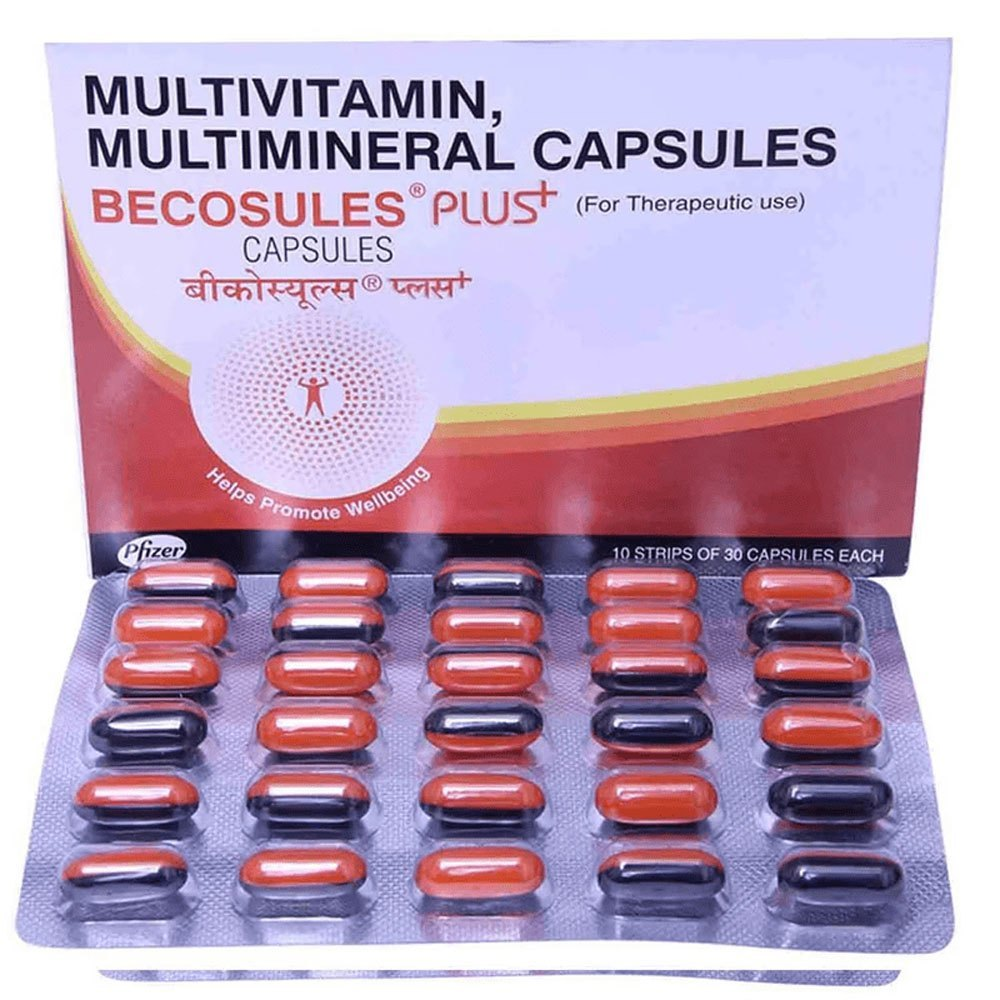 MULTIVITAMIN,
MULTIMINERAL CAPSULES
BECOSULES® PLUS+ (For Therapeutic use)
CAPSULES
बीकोस्यूल्स® प्लस+
Helps Promote Wellbeing
Pfizer
10 STRIPS OF 30 CAPSULES EACH